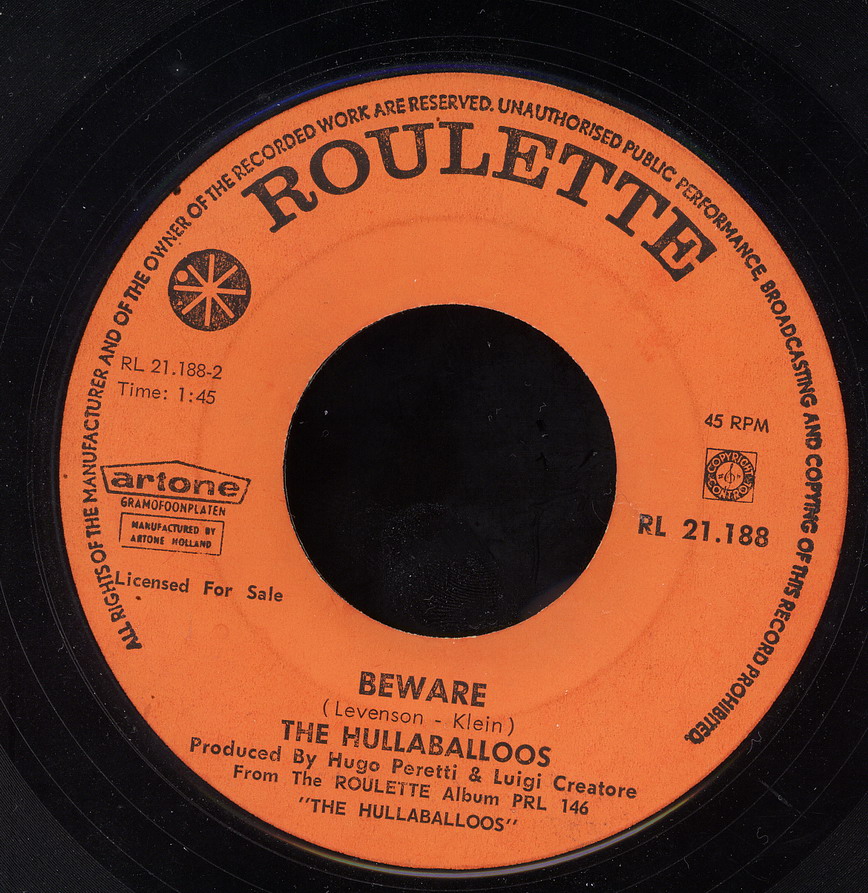 ALL RIGHTS OF THE MANUFACTURER AND OF THE OWNER OF THE RECORDED WORK ARE RESERVED. UNAUTHORISED PUBLIC PERFORMANCE, BROADCASTING AND COPYING OF THIS RECORD PROHIBITED.
ROULETTE
RL 21.188-2
Time: 1:45
45 RPM
COPYRIGHT
CONTROL
artone
GRAMOFOONPLATEN
MANUFACTURED BY
ARTONE HOLLAND
RL 21.188
Licensed For Sale
BEWARE
(Levenson - Klein)
THE HULLABALLOOS
Produced By Hugo Peretti & Luigi Creatore
From The ROULETTE Album PRL 146
"THE HULLABALLOOS"